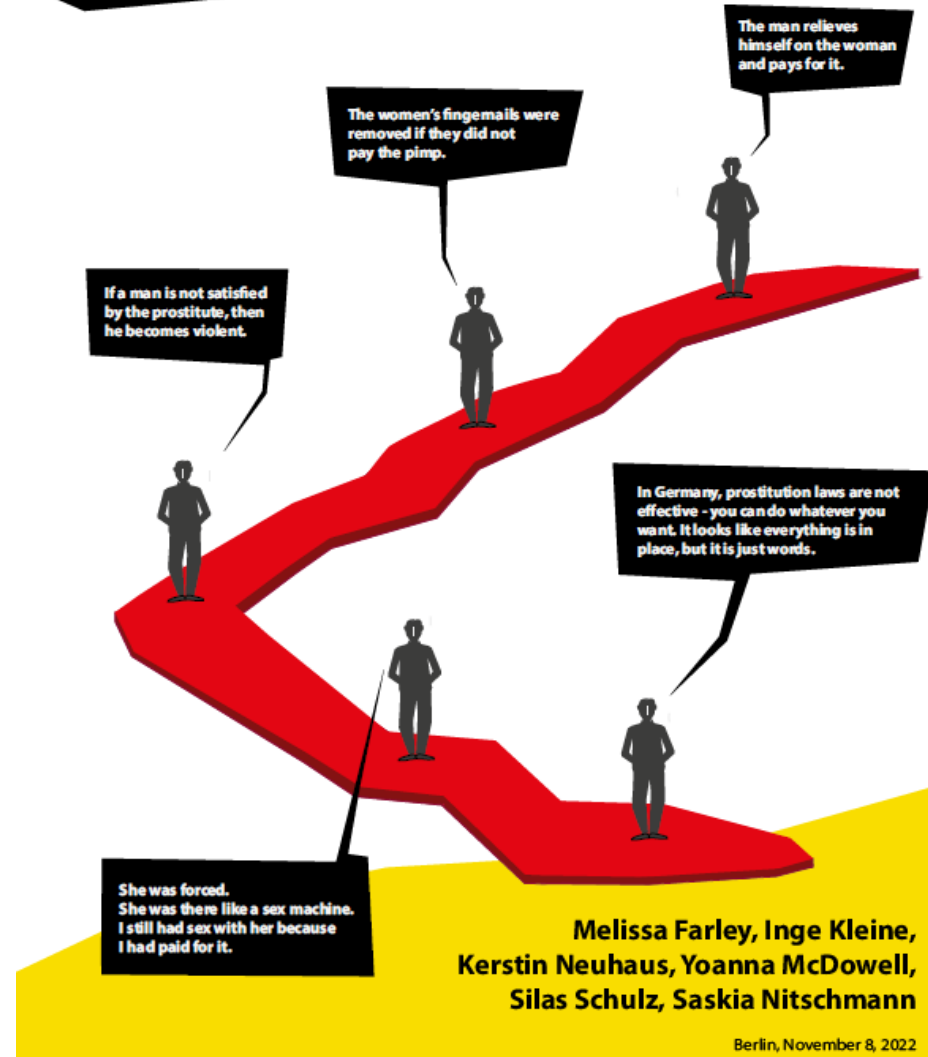 The man relieves
himself on the woman
and pays for it.
The women's fingernails were
removed if they did not
pay the pimp.
If a man is not satisfied
by the prostitute, then
he becomes violent.
In Germany, prostitution laws are not
effective - you can do whatever you
want. It looks like everything is in
place, but it is just words.
She was forced.
She was there like a sex machine.
I still had sex with her because
I had paid for it.
Melissa Farley, Inge Kleine,
Kerstin Neuhaus, Yoanna McDowell,
Silas Schulz, Saskia Nitschmann
Berlin, November 8, 2022